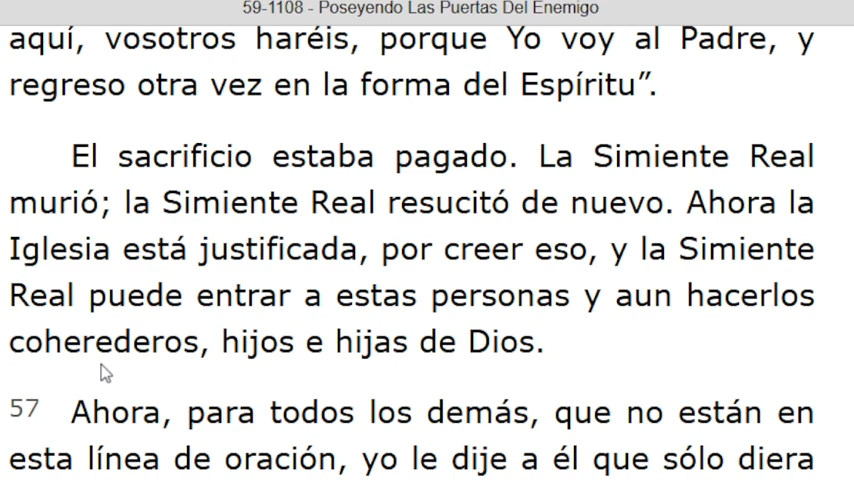 59-1108 - Poseyendo Las Puertas Del Enemigo
aquí, vosotros haréis, porque Yo voy al Padre, y
regreso otra vez en la forma del Espíritu”.
El sacrificio estaba pagado. La Simiente Real
murió; la Simiente Real resucitó de nuevo. Ahora la
Iglesia está justificada, por creer eso, y la Simiente
Real puede entrar a estas personas y aun hacerlos
coherederos, hijos e hijas de Dios.
57 Ahora, para todos los demás, que no están en
esta línea de oración, yo le dije a él que sólo diera